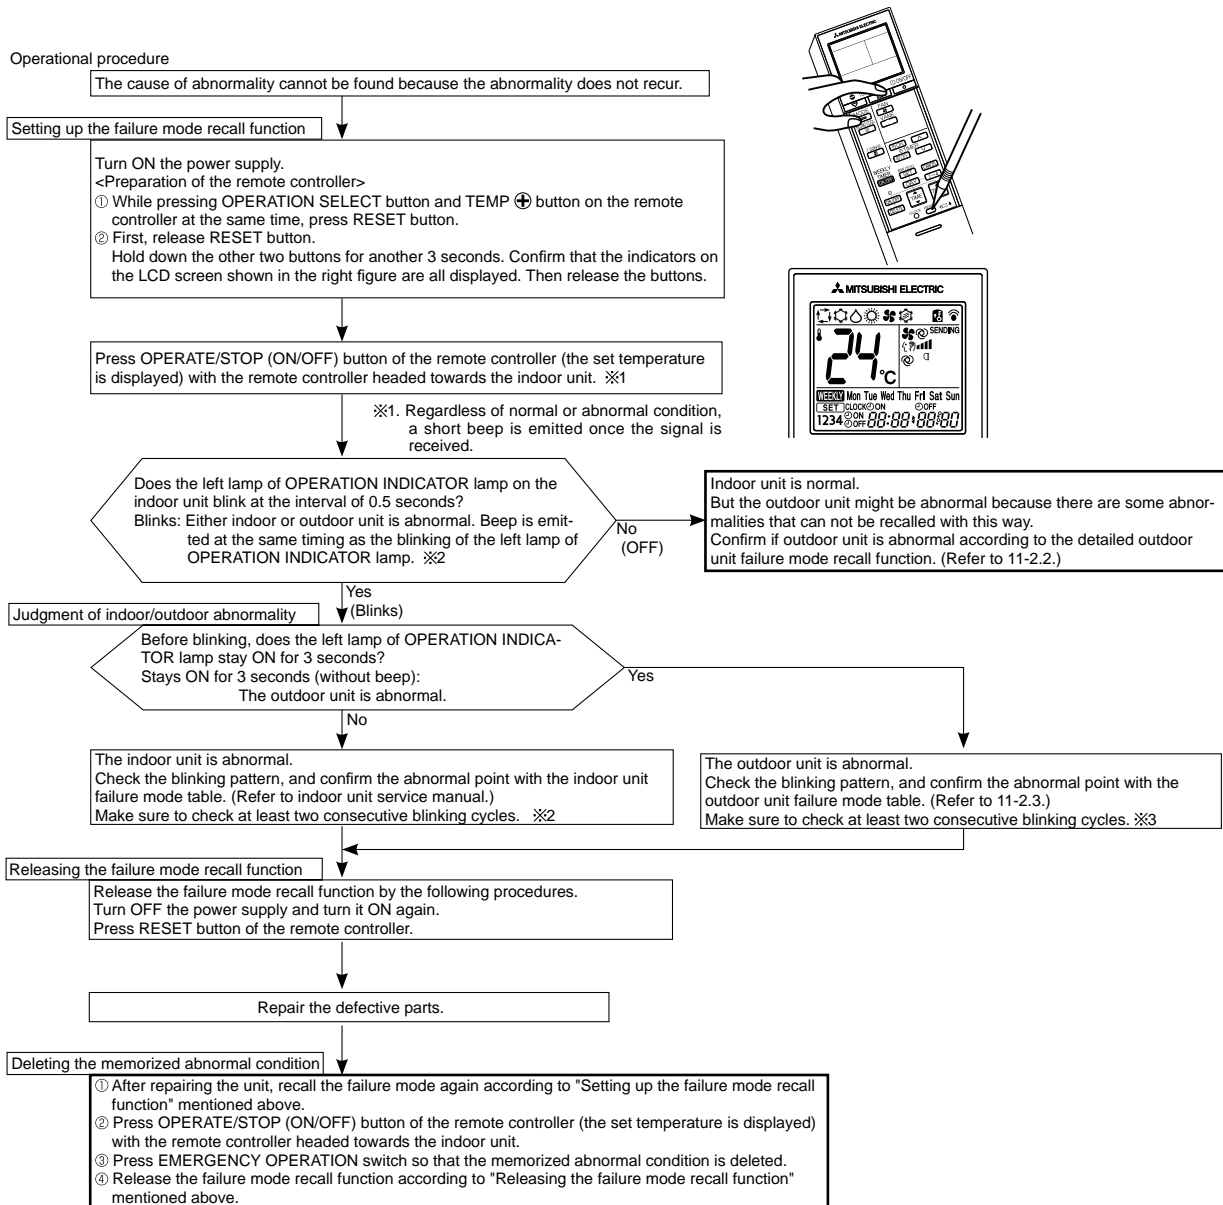 Operational procedure
The cause of abnormality cannot be found because the abnormality does not recur.
Setting up the failure mode recall function
Turn ON the power supply.
<Preparation of the remote controller>
① While pressing OPERATION SELECT button and TEMP ⊕ button on the remote
controller at the same time, press RESET button.
② First, release RESET button.
Hold down the other two buttons for another 3 seconds. Confirm that the indicators on
the LCD screen shown in the right figure are all displayed. Then release the buttons.
MITSUBISHI ELECTRIC
SENDING
24°C
WEEKLY Mon Tue Wed Thu Fri Sat Sun
SET CLOCK ON OFF
1234 ON OFF 88:88 88:88
Press OPERATE/STOP (ON/OFF) button of the remote controller (the set temperature
is displayed) with the remote controller headed towards the indoor unit. ※1
※1. Regardless of normal or abnormal condition,
a short beep is emitted once the signal is
received.
Does the left lamp of OPERATION INDICATOR lamp on the
indoor unit blink at the interval of 0.5 seconds?
Blinks: Either indoor or outdoor unit is abnormal. Beep is emit-
ted at the same timing as the blinking of the left lamp of
OPERATION INDICATOR lamp. ※2
No
(OFF)
Indoor unit is normal.
But the outdoor unit might be abnormal because there are some abnor-
malities that can not be recalled with this way.
Confirm if outdoor unit is abnormal according to the detailed outdoor
unit failure mode recall function. (Refer to 11-2.2.)
Yes
(Blinks)
Judgment of indoor/outdoor abnormality
Before blinking, does the left lamp of OPERATION INDICA-
TOR lamp stay ON for 3 seconds?
Stays ON for 3 seconds (without beep):
The outdoor unit is abnormal.
Yes
No
The indoor unit is abnormal.
Check the blinking pattern, and confirm the abnormal point with the indoor unit
failure mode table. (Refer to indoor unit service manual.)
Make sure to check at least two consecutive blinking cycles. ※2
The outdoor unit is abnormal.
Check the blinking pattern, and confirm the abnormal point with the
outdoor unit failure mode table. (Refer to 11-2.3.)
Make sure to check at least two consecutive blinking cycles. ※3
Releasing the failure mode recall function
Release the failure mode recall function by the following procedures.
Turn OFF the power supply and turn it ON again.
Press RESET button of the remote controller.
Repair the defective parts.
Deleting the memorized abnormal condition
① After repairing the unit, recall the failure mode again according to "Setting up the failure mode recall
function" mentioned above.
② Press OPERATE/STOP (ON/OFF) button of the remote controller (the set temperature is displayed)
with the remote controller headed towards the indoor unit.
③ Press EMERGENCY OPERATION switch so that the memorized abnormal condition is deleted.
④ Release the failure mode recall function according to "Releasing the failure mode recall function"
mentioned above.